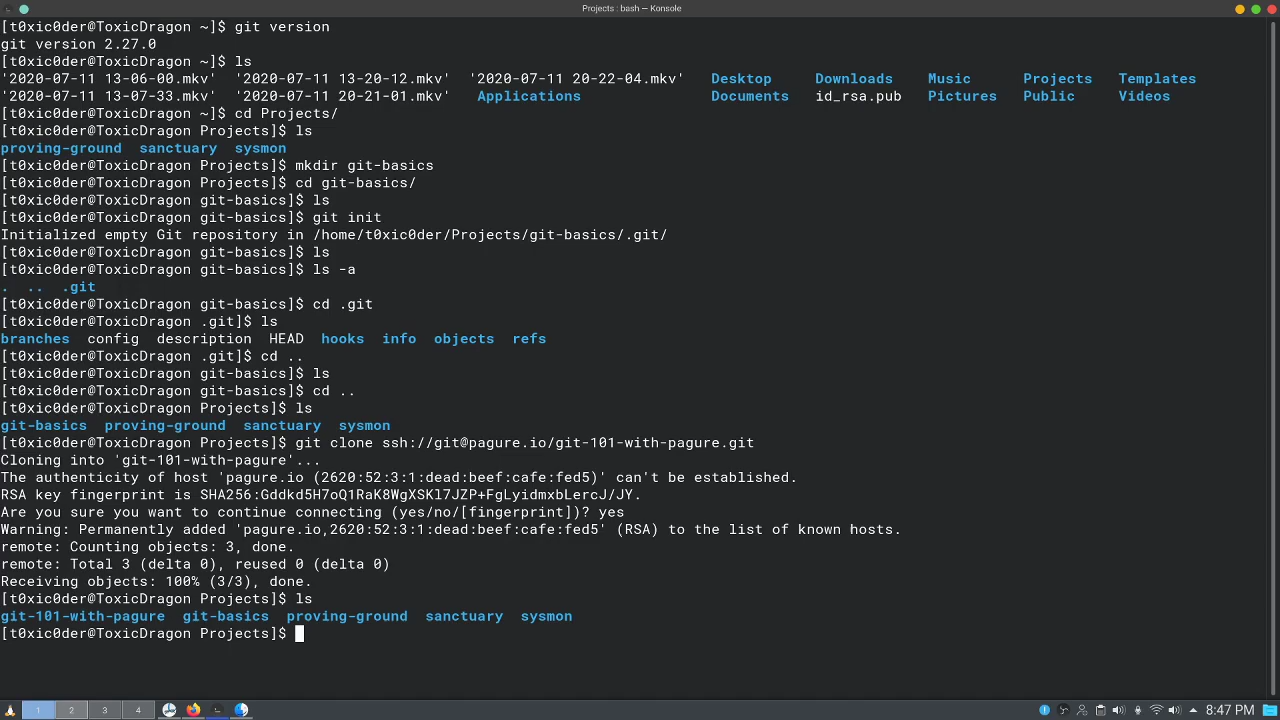 Projects : bash — Konsole
[t0xic0der@ToxicDragon ~]$ git version
git version 2.27.0
[t0xic0der@ToxicDragon ~]$ ls
'2020-07-11 13-06-00.mkv' '2020-07-11 13-20-12.mkv' '2020-07-11 20-22-04.mkv' Desktop Downloads Music Projects Templates
'2020-07-11 13-07-33.mkv' '2020-07-11 20-21-01.mkv' Applications Documents id_rsa.pub Pictures Public Videos
[t0xic0der@ToxicDragon ~]$ cd Projects/
[t0xic0der@ToxicDragon Projects]$ ls
proving-ground sanctuary sysmon
[t0xic0der@ToxicDragon Projects]$ mkdir git-basics
[t0xic0der@ToxicDragon Projects]$ cd git-basics/
[t0xic0der@ToxicDragon git-basics]$ ls
[t0xic0der@ToxicDragon git-basics]$ git init
Initialized empty Git repository in /home/t0xic0der/Projects/git-basics/.git/
[t0xic0der@ToxicDragon git-basics]$ ls
[t0xic0der@ToxicDragon git-basics]$ ls -a
. .. .git
[t0xic0der@ToxicDragon git-basics]$ cd .git
[t0xic0der@ToxicDragon .git]$ ls
branches config description HEAD hooks info objects refs
[t0xic0der@ToxicDragon .git]$ cd ..
[t0xic0der@ToxicDragon git-basics]$ ls
[t0xic0der@ToxicDragon git-basics]$ cd ..
[t0xic0der@ToxicDragon Projects]$ ls
git-basics proving-ground sanctuary sysmon
[t0xic0der@ToxicDragon Projects]$ git clone ssh://git@pagure.io/git-101-with-pagure.git
Cloning into 'git-101-with-pagure'...
The authenticity of host 'pagure.io (2620:52:3:1:dead:beef:cafe:fed5)' can't be established.
RSA key fingerprint is SHA256:Gddkd5H7oQ1RaK8WgXSKl7JZP+FgLyidmxbLercJ/JY.
Are you sure you want to continue connecting (yes/no/[fingerprint])? yes
Warning: Permanently added 'pagure.io,2620:52:3:1:dead:beef:cafe:fed5' (RSA) to the list of known hosts.
remote: Counting objects: 3, done.
remote: Total 3 (delta 0), reused 0 (delta 0)
Receiving objects: 100% (3/3), done.
[t0xic0der@ToxicDragon Projects]$ ls
git-101-with-pagure git-basics proving-ground sanctuary sysmon
[t0xic0der@ToxicDragon Projects]$
1 2 3 4 8:47 PM